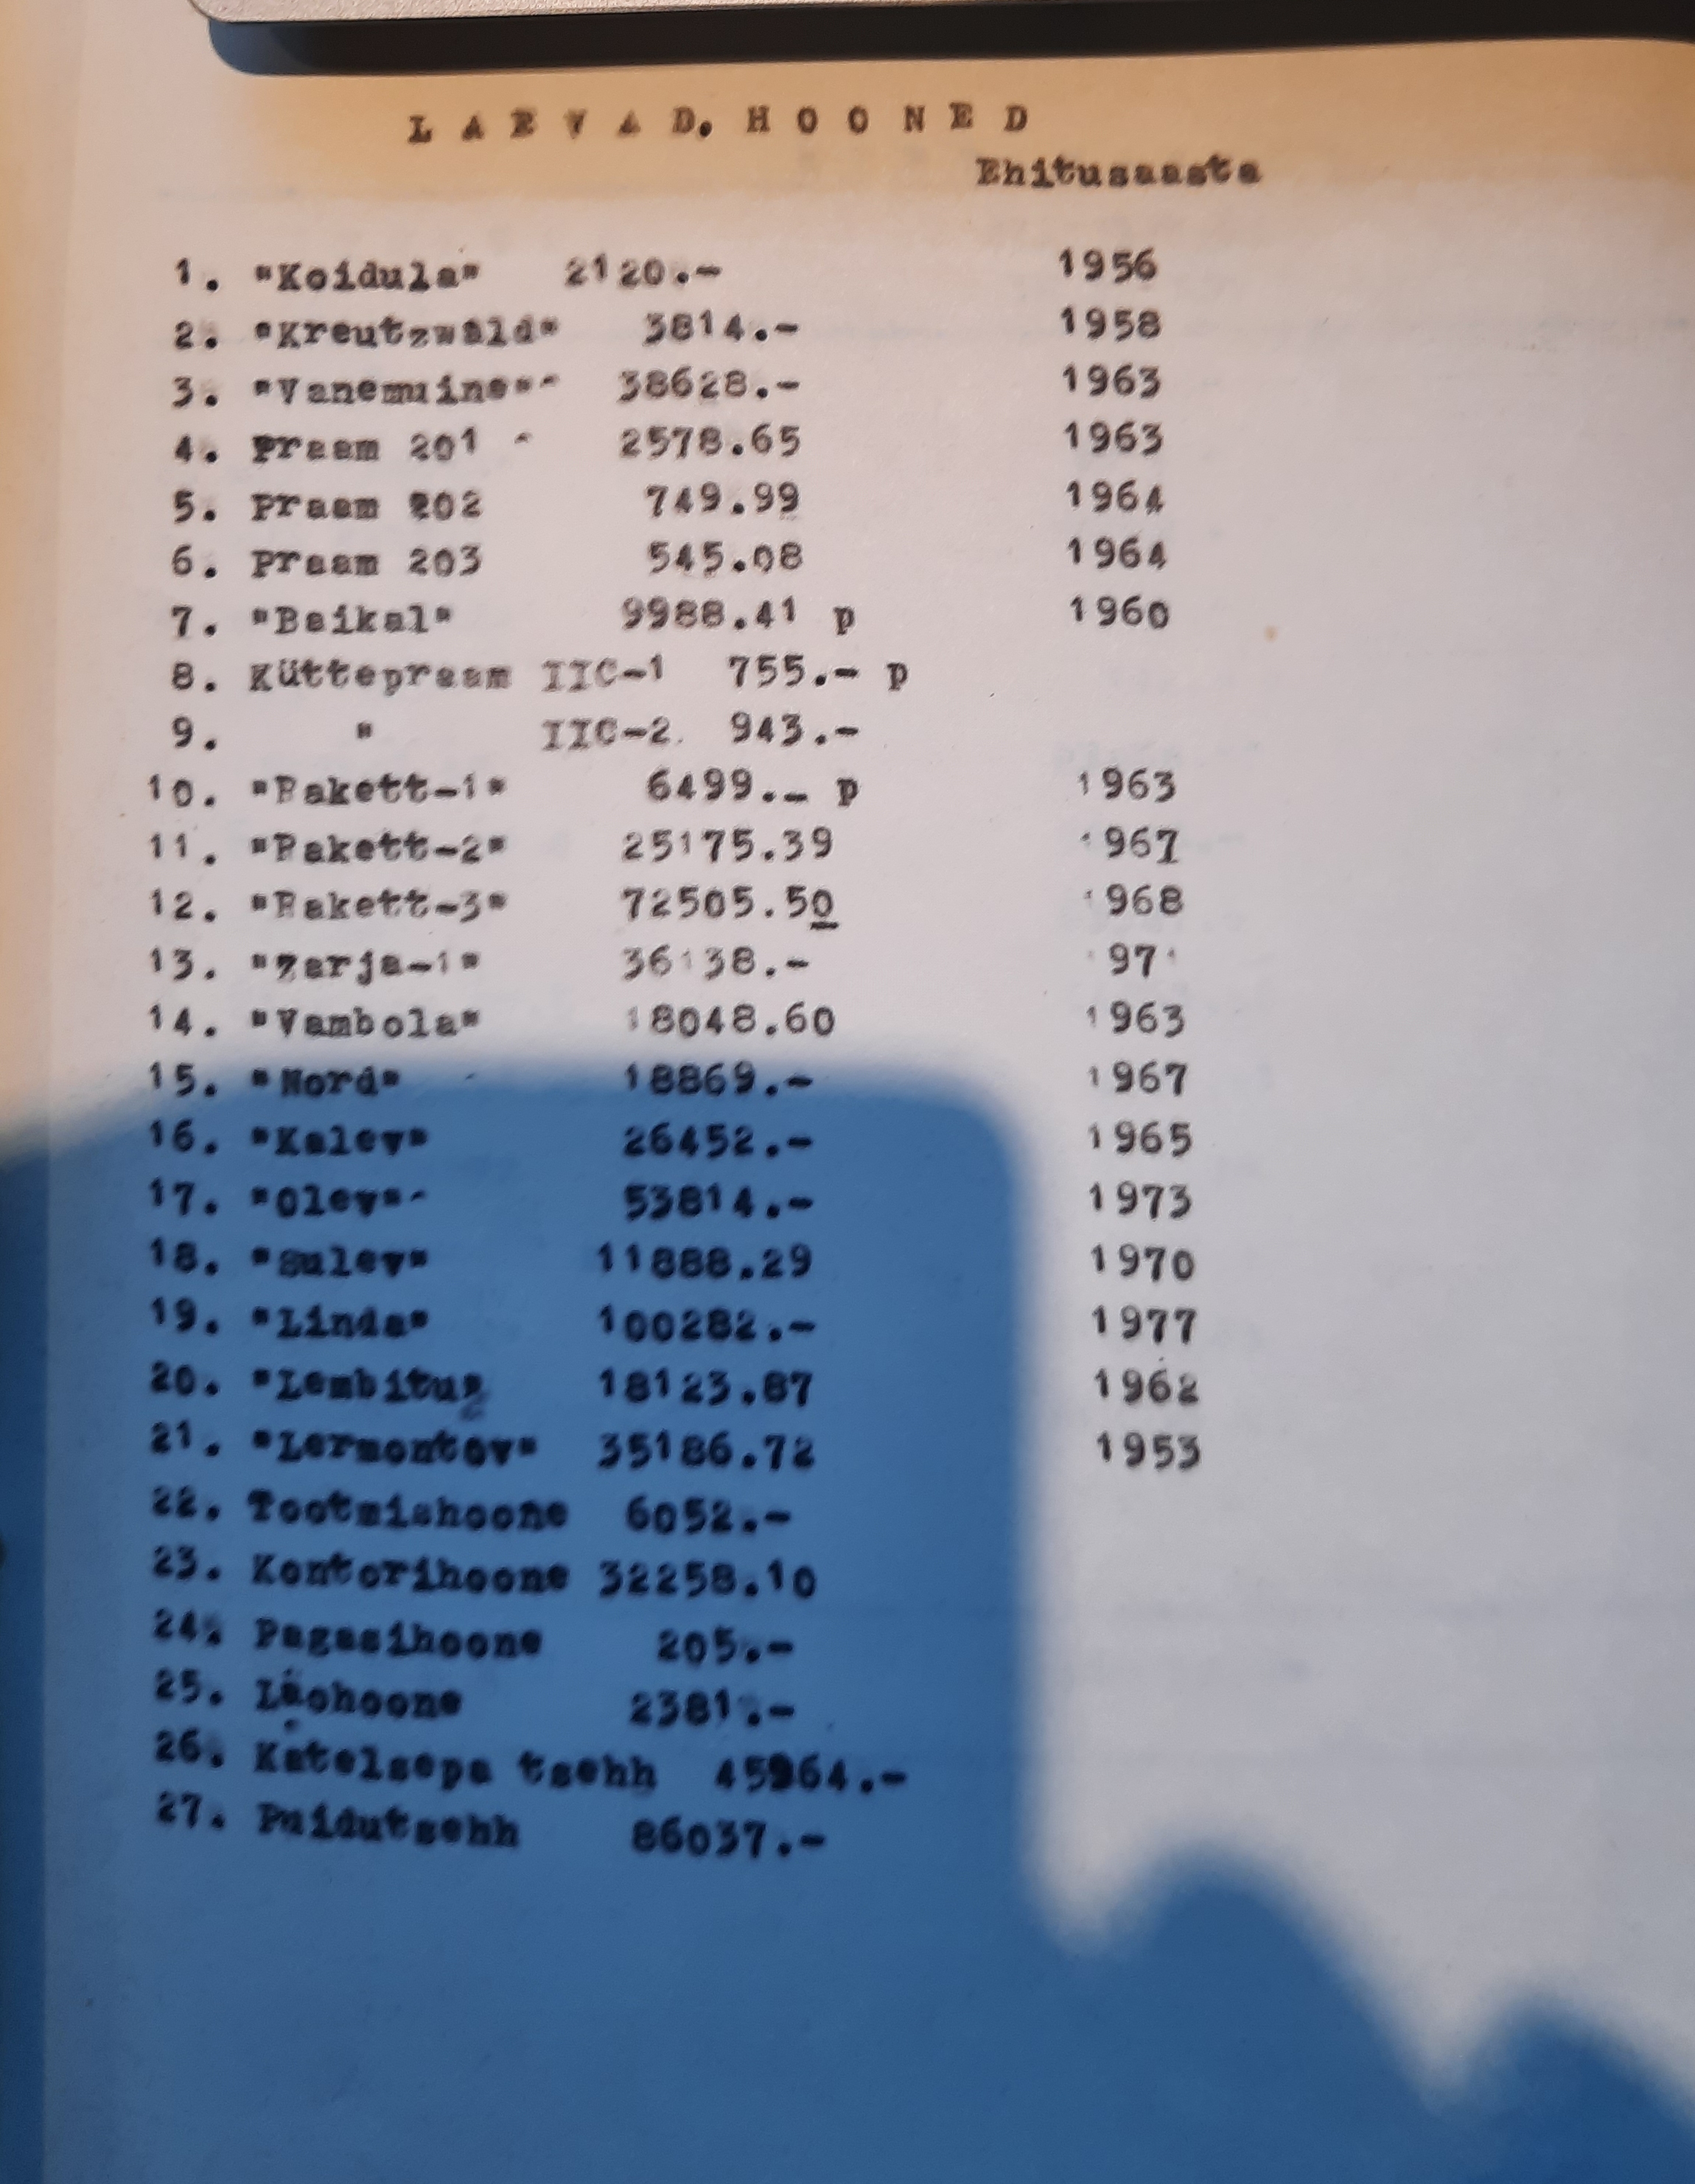 LAEVAD. HOONED
Ehitusaasta
1. "Koidula" 2120.- 1956
2. "Kreutzwald" 3814.- 1958
3. "Vanemuine" 38628.- 1963
4. Praam 201 2578.65 1963
5. Praam 202 749.99 1964
6. Praam 203 545.08 1964
7. "Baikal" 9988.41 p 1960
8. Küttepraam IIC-1 755.- p
9. " IIC-2 943.-
10. "Rakett-1" 6499.- p 1963
11. "Rakett-2" 25175.39 1967
12. "Rakett-3" 72505.50 1968
13. "Zarja-1" 36138.- 1971
14. "Vambola" 18048.60 1963
15. "Nord" 18869.- 1967
16. "Kalev" 26452.- 1965
17. "Olev" 53814.- 1973
18. "Sulev" 11888.29 1970
19. "Linda" 100282.- 1977
20. "Lembitu" 18123.87 1962
21. "Lermontov" 35186.72 1953
22. Tootmishoone 6052.-
23. Kontorihoone 32258.10
24. Pagasihoone 205.-
25. Laohoone 2381.-
26. Katelsepa tsehh
27. Puidutsehh 86037.-